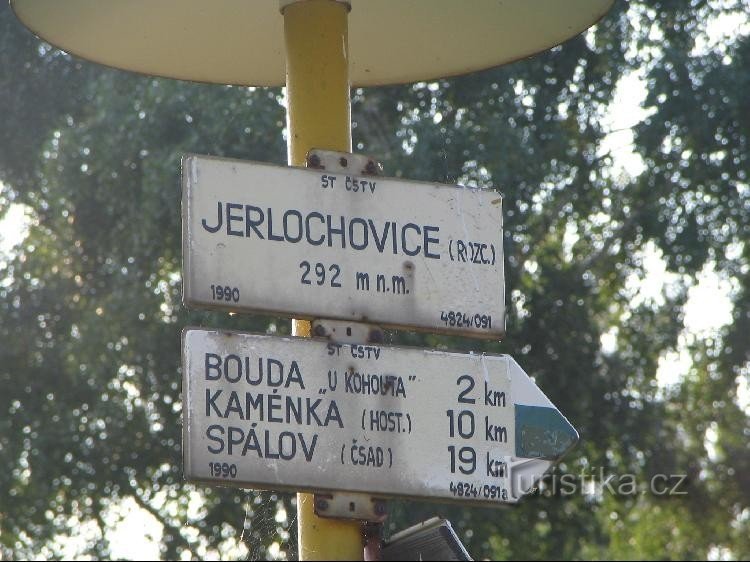 ST ČSTV
JERLOCHOVICE (ROZC.)
292 m n.m.
1990 4824/091
ST ČSTV
BOUDA „U KOHOUTA" 2 km
KAMÉNKA (HOST.) 10 km
SPÁLOV (ČSAD) 19 km
1990 4824/091a
turistika.cz